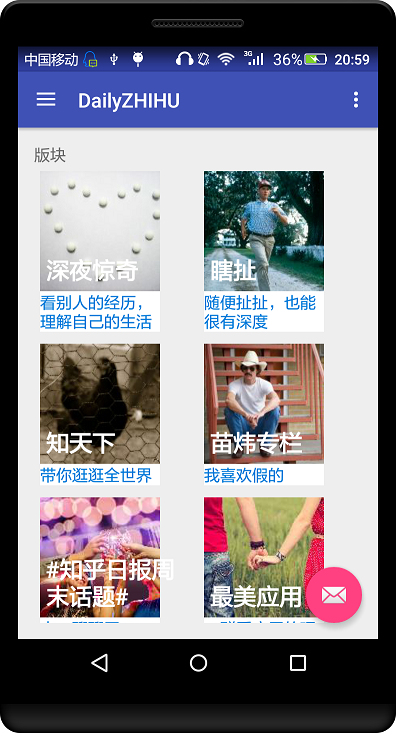 中国移动 3G 36% 20:59
DailyZHIHU
版块
深夜惊奇
看别人的经历，
理解自己的生活
瞎扯
随便扯扯，也能
很有深度
知天下
带你逛逛全世界
苗炜专栏
我喜欢假的
#知乎日报周
末话题#
最美应用